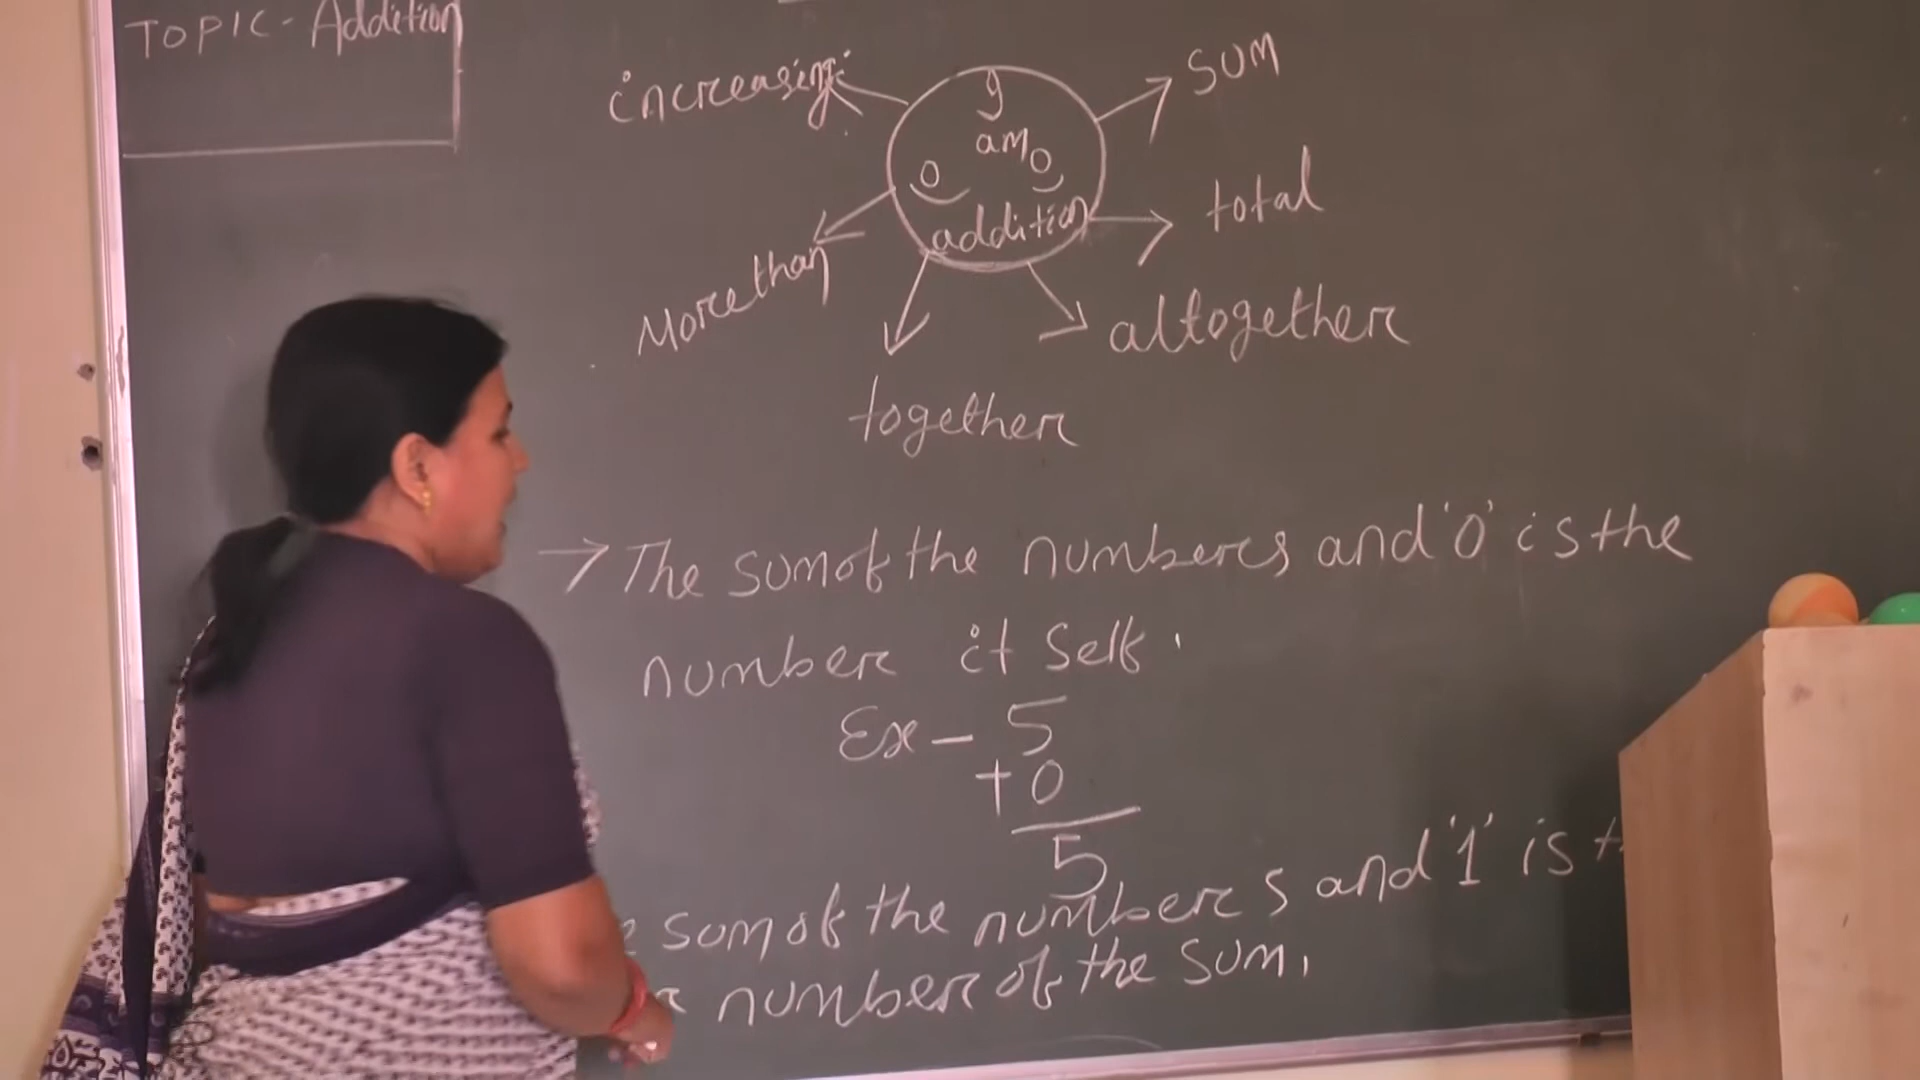 TOPIC - Addition
increasing
SUM
I
am
addition
total
More than
altogether
together
→ The sum of the numbers and '0' is the
number it self.
Ex - 5
+ 0
5
sum of the numbers and '1' is
number of the sum.